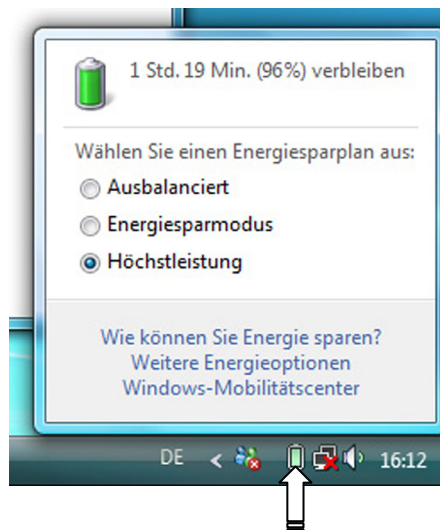 1 Std. 19 Min. (96%) verbleiben
Wählen Sie einen Energiesparplan aus:
Ausbalanciert
Energiesparmodus
Höchstleistung
Wie können Sie Energie sparen?
Weitere Energieoptionen
Windows-Mobilitätscenter
DE < 16:12